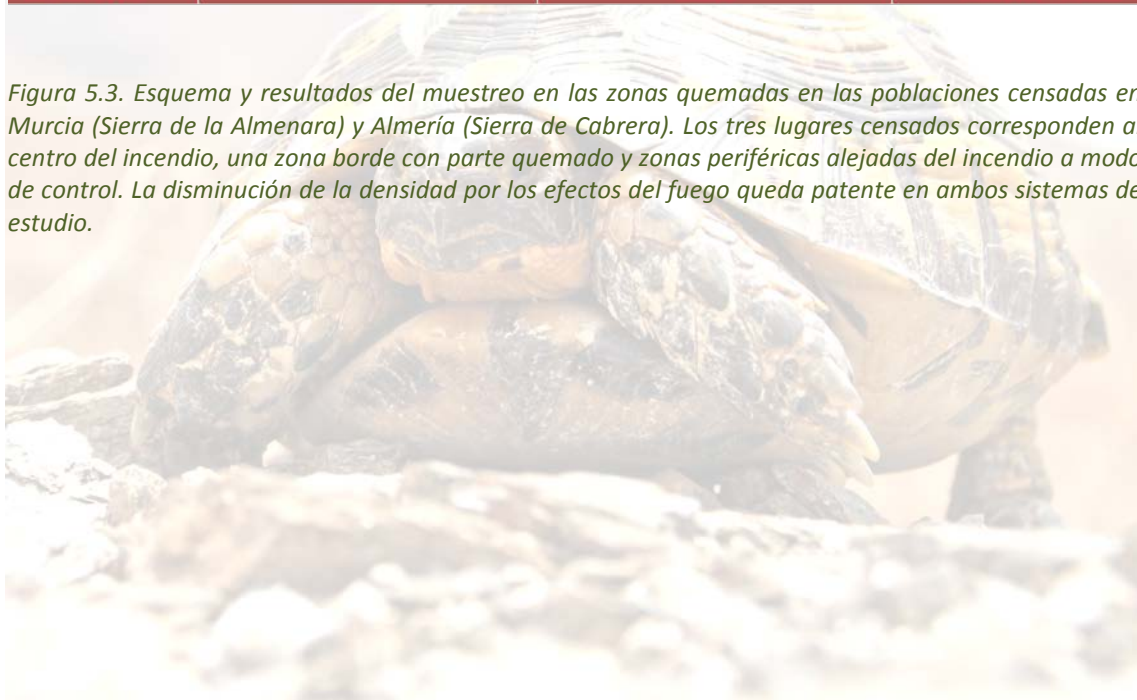 Figura 5.3. Esquema y resultados del muestreo en las zonas quemadas en las poblaciones censadas en
Murcia (Sierra de la Almenara) y Almería (Sierra de Cabrera). Los tres lugares censados corresponden a
centro del incendio, una zona borde con parte quemado y zonas periféricas alejadas del incendio a modo
de control. La disminución de la densidad por los efectos del fuego queda patente en ambos sistemas de
estudio.